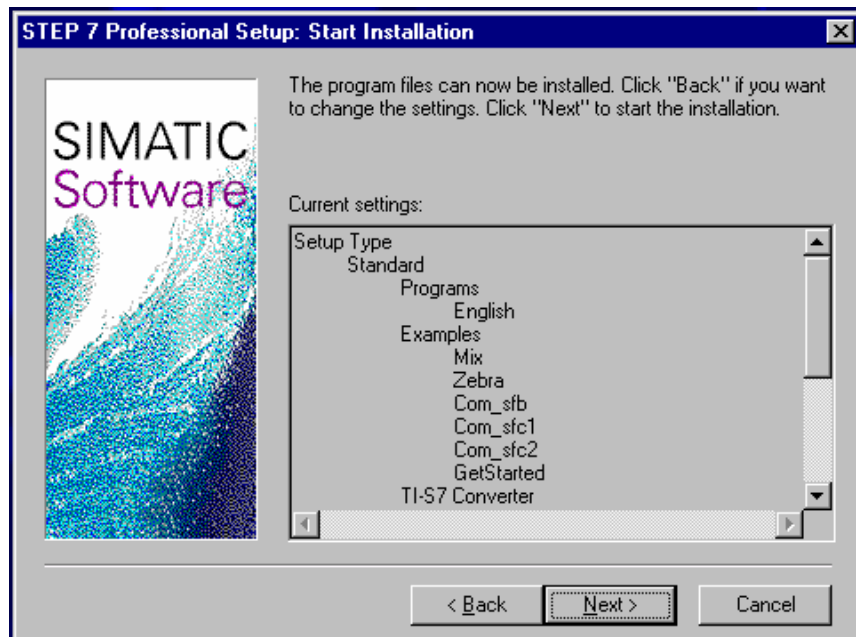 STEP 7 Professional Setup: Start Installation
The program files can now be installed. Click "Back" if you want
to change the settings. Click "Next" to start the installation.
SIMATIC
Software
Current settings:
Setup Type
Standard
Programs
English
Examples
Mix
Zebra
Com_sfb
Com_sfc1
Com_sfc2
GetStarted
TI-S7 Converter
< Back
Next >
Cancel